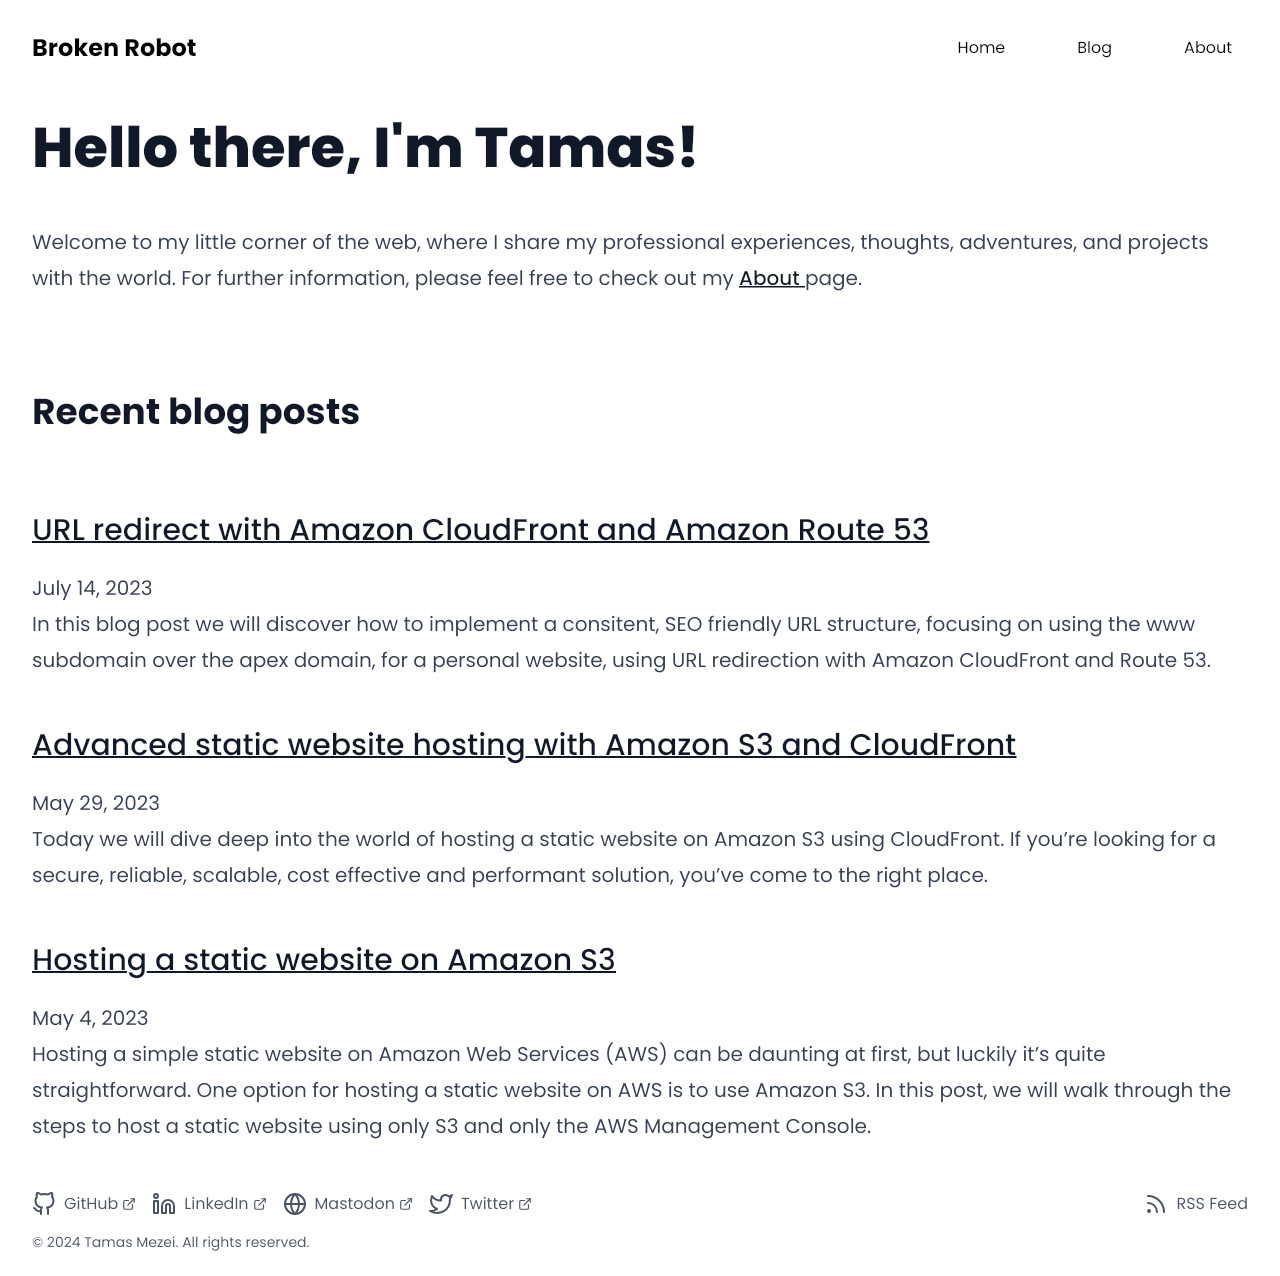 Broken Robot
Home
Blog
About
Hello there, I'm Tamas!
Welcome to my little corner of the web, where I share my professional experiences, thoughts, adventures, and projects
with the world. For further information, please feel free to check out my About page.
Recent blog posts
URL redirect with Amazon CloudFront and Amazon Route 53
July 14, 2023
In this blog post we will discover how to implement a consitent, SEO friendly URL structure, focusing on using the www
subdomain over the apex domain, for a personal website, using URL redirection with Amazon CloudFront and Route 53.
Advanced static website hosting with Amazon S3 and CloudFront
May 29, 2023
Today we will dive deep into the world of hosting a static website on Amazon S3 using CloudFront. If you’re looking for a
secure, reliable, scalable, cost effective and performant solution, you’ve come to the right place.
Hosting a static website on Amazon S3
May 4, 2023
Hosting a simple static website on Amazon Web Services (AWS) can be daunting at first, but luckily it’s quite
straightforward. One option for hosting a static website on AWS is to use Amazon S3. In this post, we will walk through the
steps to host a static website using only S3 and only the AWS Management Console.
GitHub
LinkedIn
Mastodon
Twitter
RSS Feed
© 2024 Tamas Mezei. All rights reserved.